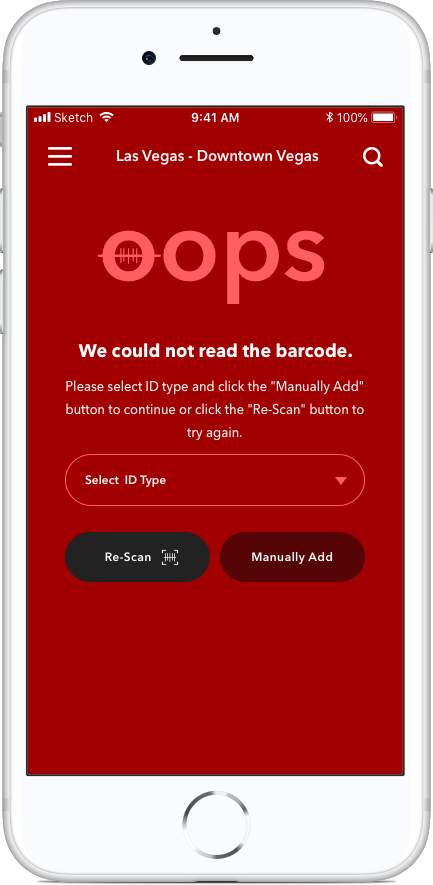 Sketch 9:41 AM 100%
Las Vegas - Downtown Vegas
oops
We could not read the barcode.
Please select ID type and click the "Manually Add"
button to continue or click the "Re-Scan" button to
try again.
Select ID Type
Re-Scan Manually Add